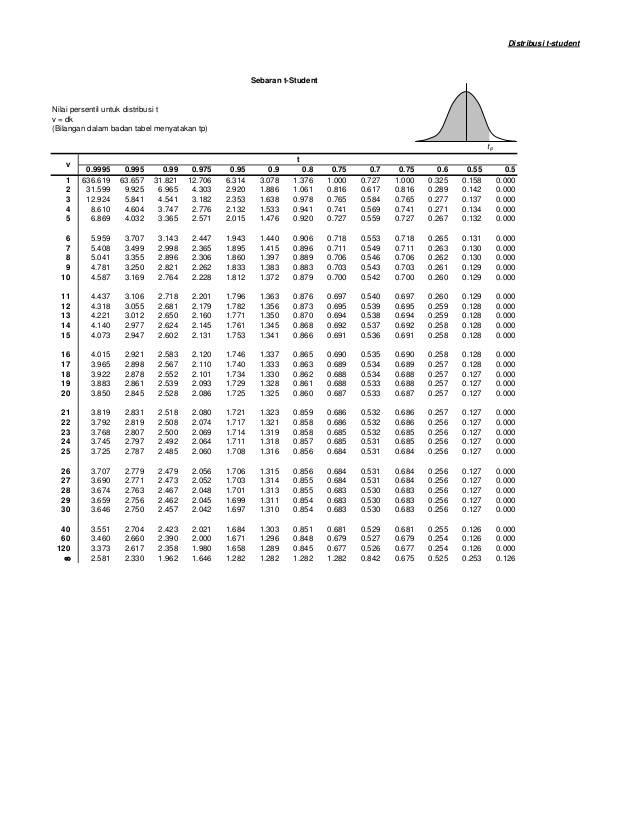 Distribusi t-student
Sebaran t-Student
Nilai persentil untuk distribusi t
v = dk
(Bilangan dalam badan tabel menyatakan tp)
tp
v t
0.9995 0.995 0.99 0.975 0.95 0.9 0.8 0.75 0.7 0.75 0.6 0.55 0.5
1 636.619 63.657 31.821 12.706 6.314 3.078 1.376 1.000 0.727 1.000 0.325 0.158 0.000
2 31.599 9.925 6.965 4.303 2.920 1.886 1.061 0.816 0.617 0.816 0.289 0.142 0.000
3 12.924 5.841 4.541 3.182 2.353 1.638 0.978 0.765 0.584 0.765 0.277 0.137 0.000
4 8.610 4.604 3.747 2.776 2.132 1.533 0.941 0.741 0.569 0.741 0.271 0.134 0.000
5 6.869 4.032 3.365 2.571 2.015 1.476 0.920 0.727 0.559 0.727 0.267 0.132 0.000
6 5.959 3.707 3.143 2.447 1.943 1.440 0.906 0.718 0.553 0.718 0.265 0.131 0.000
7 5.408 3.499 2.998 2.365 1.895 1.415 0.896 0.711 0.549 0.711 0.263 0.130 0.000
8 5.041 3.355 2.896 2.306 1.860 1.397 0.889 0.706 0.546 0.706 0.262 0.130 0.000
9 4.781 3.250 2.821 2.262 1.833 1.383 0.883 0.703 0.543 0.703 0.261 0.129 0.000
10 4.587 3.169 2.764 2.228 1.812 1.372 0.879 0.700 0.542 0.700 0.260 0.129 0.000
11 4.437 3.106 2.718 2.201 1.796 1.363 0.876 0.697 0.540 0.697 0.260 0.129 0.000
12 4.318 3.055 2.681 2.179 1.782 1.356 0.873 0.695 0.539 0.695 0.259 0.128 0.000
13 4.221 3.012 2.650 2.160 1.771 1.350 0.870 0.694 0.538 0.694 0.259 0.128 0.000
14 4.140 2.977 2.624 2.145 1.761 1.345 0.868 0.692 0.537 0.692 0.258 0.128 0.000
15 4.073 2.947 2.602 2.131 1.753 1.341 0.866 0.691 0.536 0.691 0.258 0.128 0.000
16 4.015 2.921 2.583 2.120 1.746 1.337 0.865 0.690 0.535 0.690 0.258 0.128 0.000
17 3.965 2.898 2.567 2.110 1.740 1.333 0.863 0.689 0.534 0.689 0.257 0.128 0.000
18 3.922 2.878 2.552 2.101 1.734 1.330 0.862 0.688 0.534 0.688 0.257 0.127 0.000
19 3.883 2.861 2.539 2.093 1.729 1.328 0.861 0.688 0.533 0.688 0.257 0.127 0.000
20 3.850 2.845 2.528 2.086 1.725 1.325 0.860 0.687 0.533 0.687 0.257 0.127 0.000
21 3.819 2.831 2.518 2.080 1.721 1.323 0.859 0.686 0.532 0.686 0.257 0.127 0.000
22 3.792 2.819 2.508 2.074 1.717 1.321 0.858 0.686 0.532 0.686 0.256 0.127 0.000
23 3.768 2.807 2.500 2.069 1.714 1.319 0.858 0.685 0.532 0.685 0.256 0.127 0.000
24 3.745 2.797 2.492 2.064 1.711 1.318 0.857 0.685 0.531 0.685 0.256 0.127 0.000
25 3.725 2.787 2.485 2.060 1.708 1.316 0.856 0.684 0.531 0.684 0.256 0.127 0.000
26 3.707 2.779 2.479 2.056 1.706 1.315 0.856 0.684 0.531 0.684 0.256 0.127 0.000
27 3.690 2.771 2.473 2.052 1.703 1.314 0.855 0.684 0.531 0.684 0.256 0.127 0.000
28 3.674 2.763 2.467 2.048 1.701 1.313 0.855 0.683 0.530 0.683 0.256 0.127 0.000
29 3.659 2.756 2.462 2.045 1.699 1.311 0.854 0.683 0.530 0.683 0.256 0.127 0.000
30 3.646 2.750 2.457 2.042 1.697 1.310 0.854 0.683 0.530 0.683 0.256 0.127 0.000
40 3.551 2.704 2.423 2.021 1.684 1.303 0.851 0.681 0.529 0.681 0.255 0.126 0.000
60 3.460 2.660 2.390 2.000 1.671 1.296 0.848 0.679 0.527 0.679 0.254 0.126 0.000
120 3.373 2.617 2.358 1.980 1.658 1.289 0.845 0.677 0.526 0.677 0.254 0.126 0.000
∞ 2.581 2.330 1.962 1.646 1.282 1.282 1.282 1.282 0.842 0.675 0.525 0.253 0.126